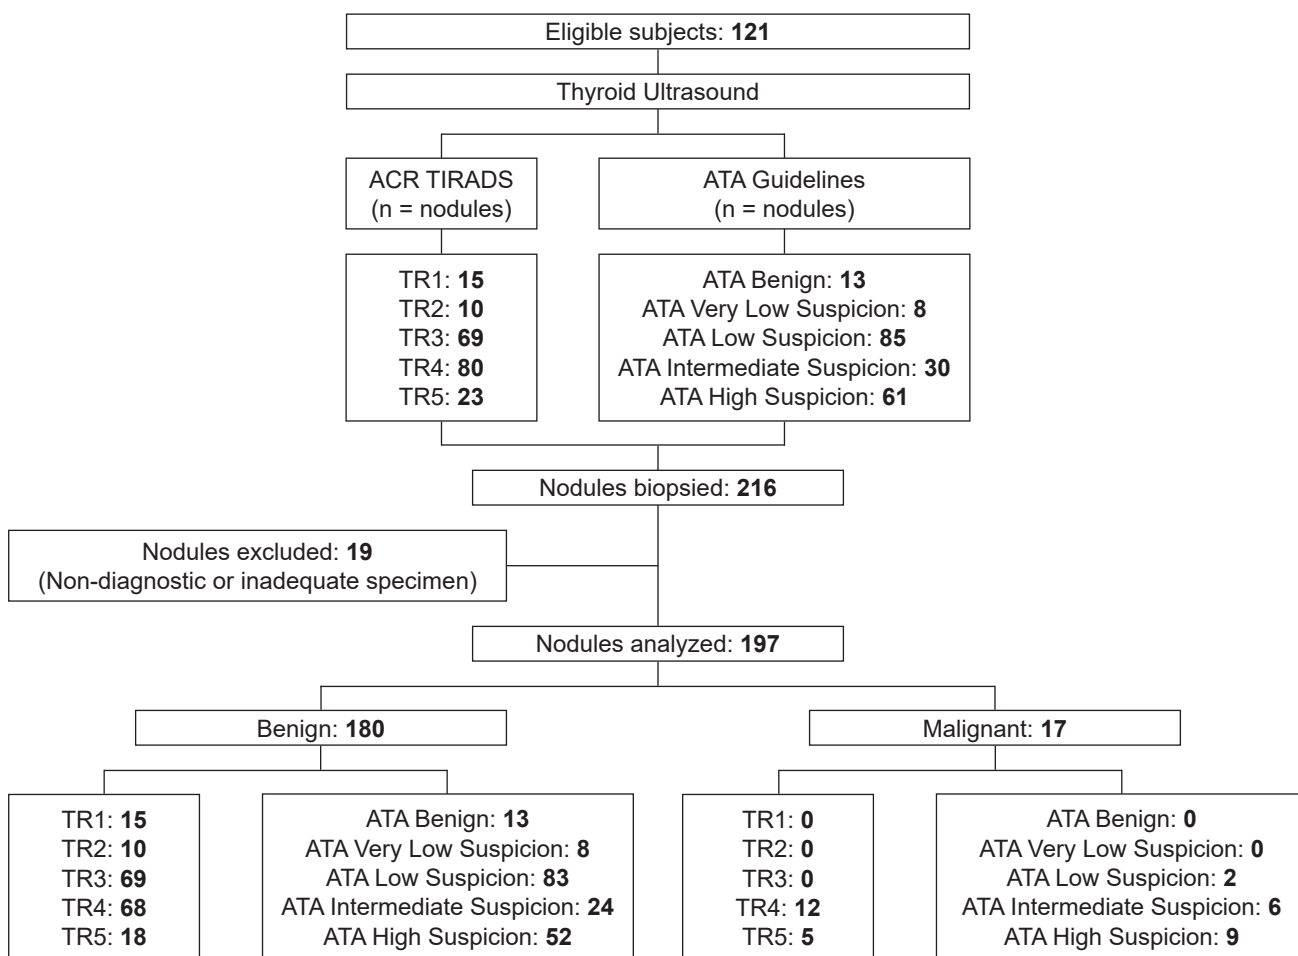 Eligible subjects: 121
Thyroid Ultrasound
ACR TIRADS
(n = nodules)
ATA Guidelines
(n = nodules)
TR1: 15
TR2: 10
TR3: 69
TR4: 80
TR5: 23
ATA Benign: 13
ATA Very Low Suspicion: 8
ATA Low Suspicion: 85
ATA Intermediate Suspicion: 30
ATA High Suspicion: 61
Nodules biopsied: 216
Nodules excluded: 19
(Non-diagnostic or inadequate specimen)
Nodules analyzed: 197
Benign: 180
Malignant: 17
TR1: 15
TR2: 10
TR3: 69
TR4: 68
TR5: 18
ATA Benign: 13
ATA Very Low Suspicion: 8
ATA Low Suspicion: 83
ATA Intermediate Suspicion: 24
ATA High Suspicion: 52
TR1: 0
TR2: 0
TR3: 0
TR4: 12
TR5: 5
ATA Benign: 0
ATA Very Low Suspicion: 0
ATA Low Suspicion: 2
ATA Intermediate Suspicion: 6
ATA High Suspicion: 9